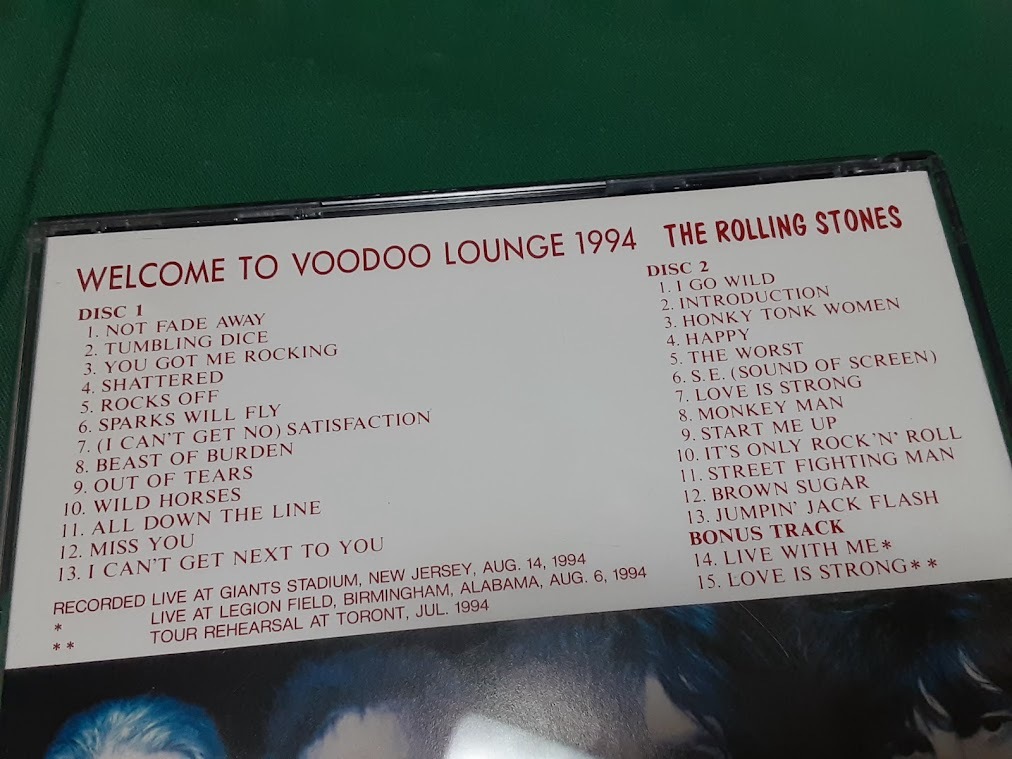 WELCOME TO VOODOO LOUNGE 1994 THE ROLLING STONES
DISC 1
1. NOT FADE AWAY
2. TUMBLING DICE
3. YOU GOT ME ROCKING
4. SHATTERED
5. ROCKS OFF
6. SPARKS WILL FLY
7. (I CAN'T GET NO) SATISFACTION
8. BEAST OF BURDEN
9. OUT OF TEARS
10. WILD HORSES
11. ALL DOWN THE LINE
12. MISS YOU
13. I CAN'T GET NEXT TO YOU
DISC 2
1. I GO WILD
2. INTRODUCTION
3. HONKY TONK WOMEN
4. HAPPY
5. THE WORST
6. S.E. (SOUND OF SCREEN)
7. LOVE IS STRONG
8. MONKEY MAN
9. START ME UP
10. IT'S ONLY ROCK'N' ROLL
11. STREET FIGHTING MAN
12. BROWN SUGAR
13. JUMPIN' JACK FLASH
BONUS TRACK
14. LIVE WITH ME*
15. LOVE IS STRONG**
RECORDED LIVE AT GIANTS STADIUM, NEW JERSEY, AUG. 14, 1994
* LIVE AT LEGION FIELD, BIRMINGHAM, ALABAMA, AUG. 6, 1994
** TOUR REHEARSAL AT TORONT, JUL. 1994